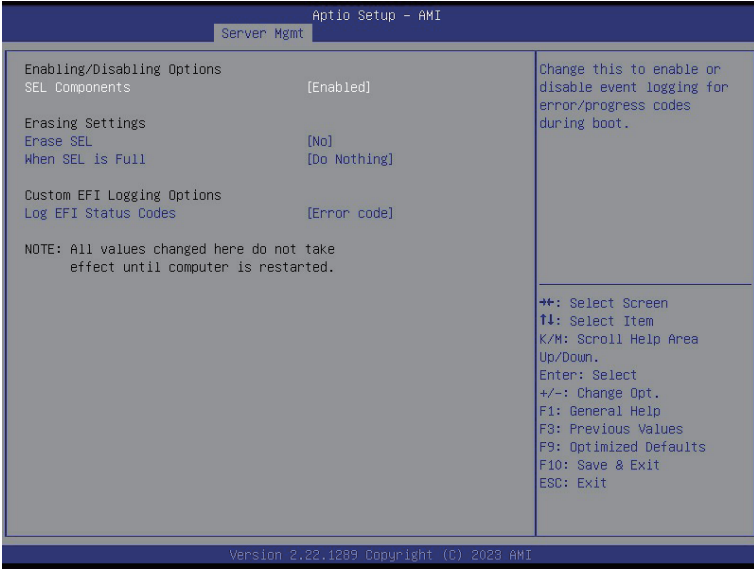 Aptio Setup – AMI
Server Mgmt
Enabling/Disabling Options
SEL Components [Enabled]
Erasing Settings
Erase SEL [No]
When SEL is Full [Do Nothing]
Custom EFI Logging Options
Log EFI Status Codes [Error code]
NOTE: All values changed here do not take
effect until computer is restarted.
Change this to enable or
disable event logging for
error/progress codes
during boot.
→←: Select Screen
↑↓: Select Item
K/M: Scroll Help Area
Up/Down.
Enter: Select
+/-: Change Opt.
F1: General Help
F3: Previous Values
F9: Optimized Defaults
F10: Save & Exit
ESC: Exit
Version 2.22.1289 Copyright (C) 2023 AMI